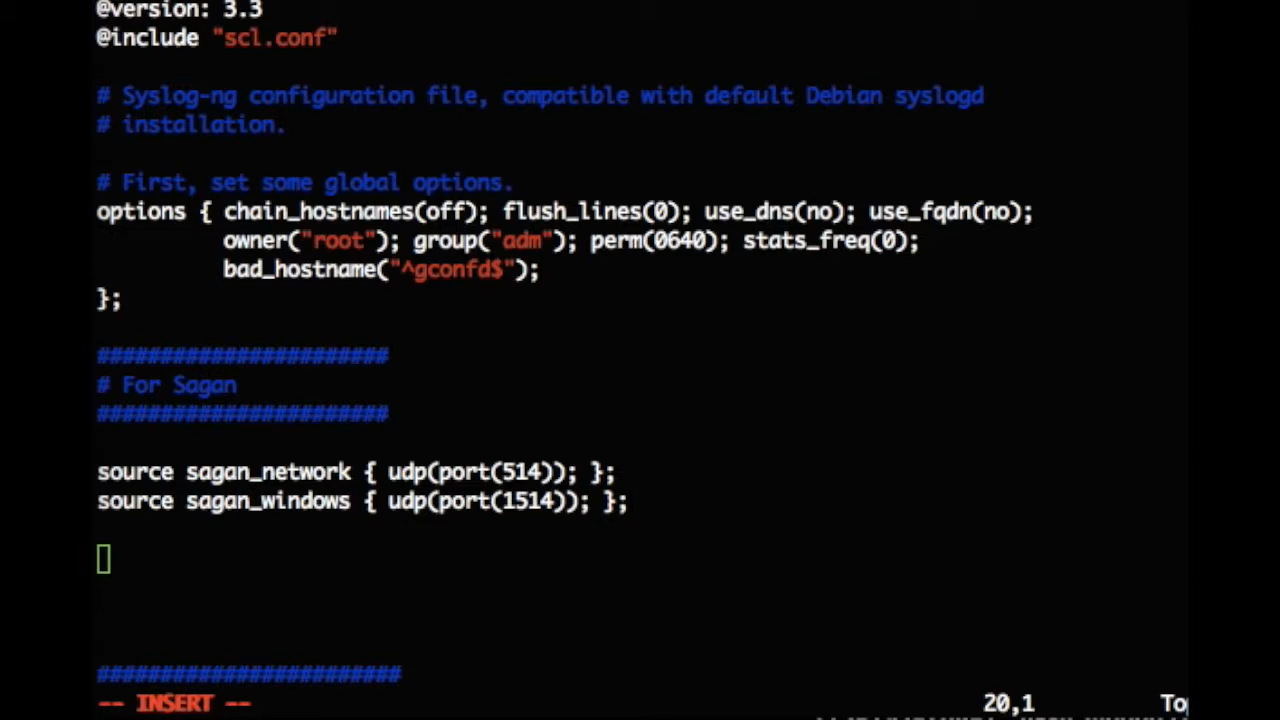 @version: 3.3
@include "scl.conf"
# Syslog-ng configuration file, compatible with default Debian syslogd
# installation.
# First, set some global options.
options { chain_hostnames(off); flush_lines(0); use_dns(no); use_fqdn(no);
owner("root"); group("adm"); perm(0640); stats_freq(0);
bad_hostname("^gconfd$");
};
#######################
# For Sagan
#######################
source sagan_network { udp(port(514)); };
source sagan_windows { udp(port(1514)); };
########################
-- INSERT -- 20,1 To